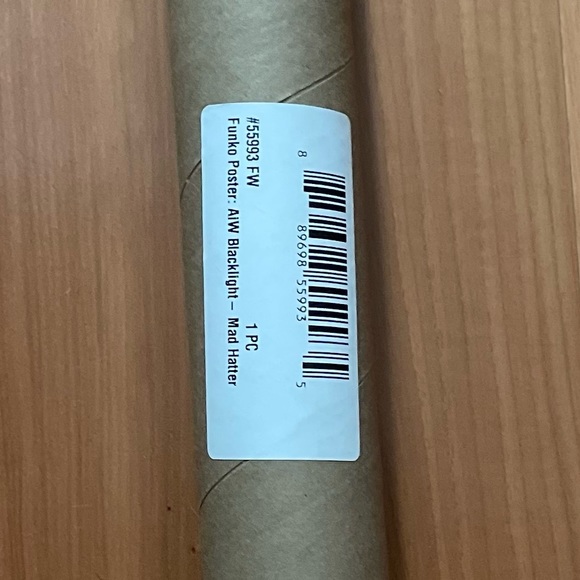 #55993 FW 1 PC
Funko Poster: AIW Blacklight – Mad Hatter
8 89698 55993 5